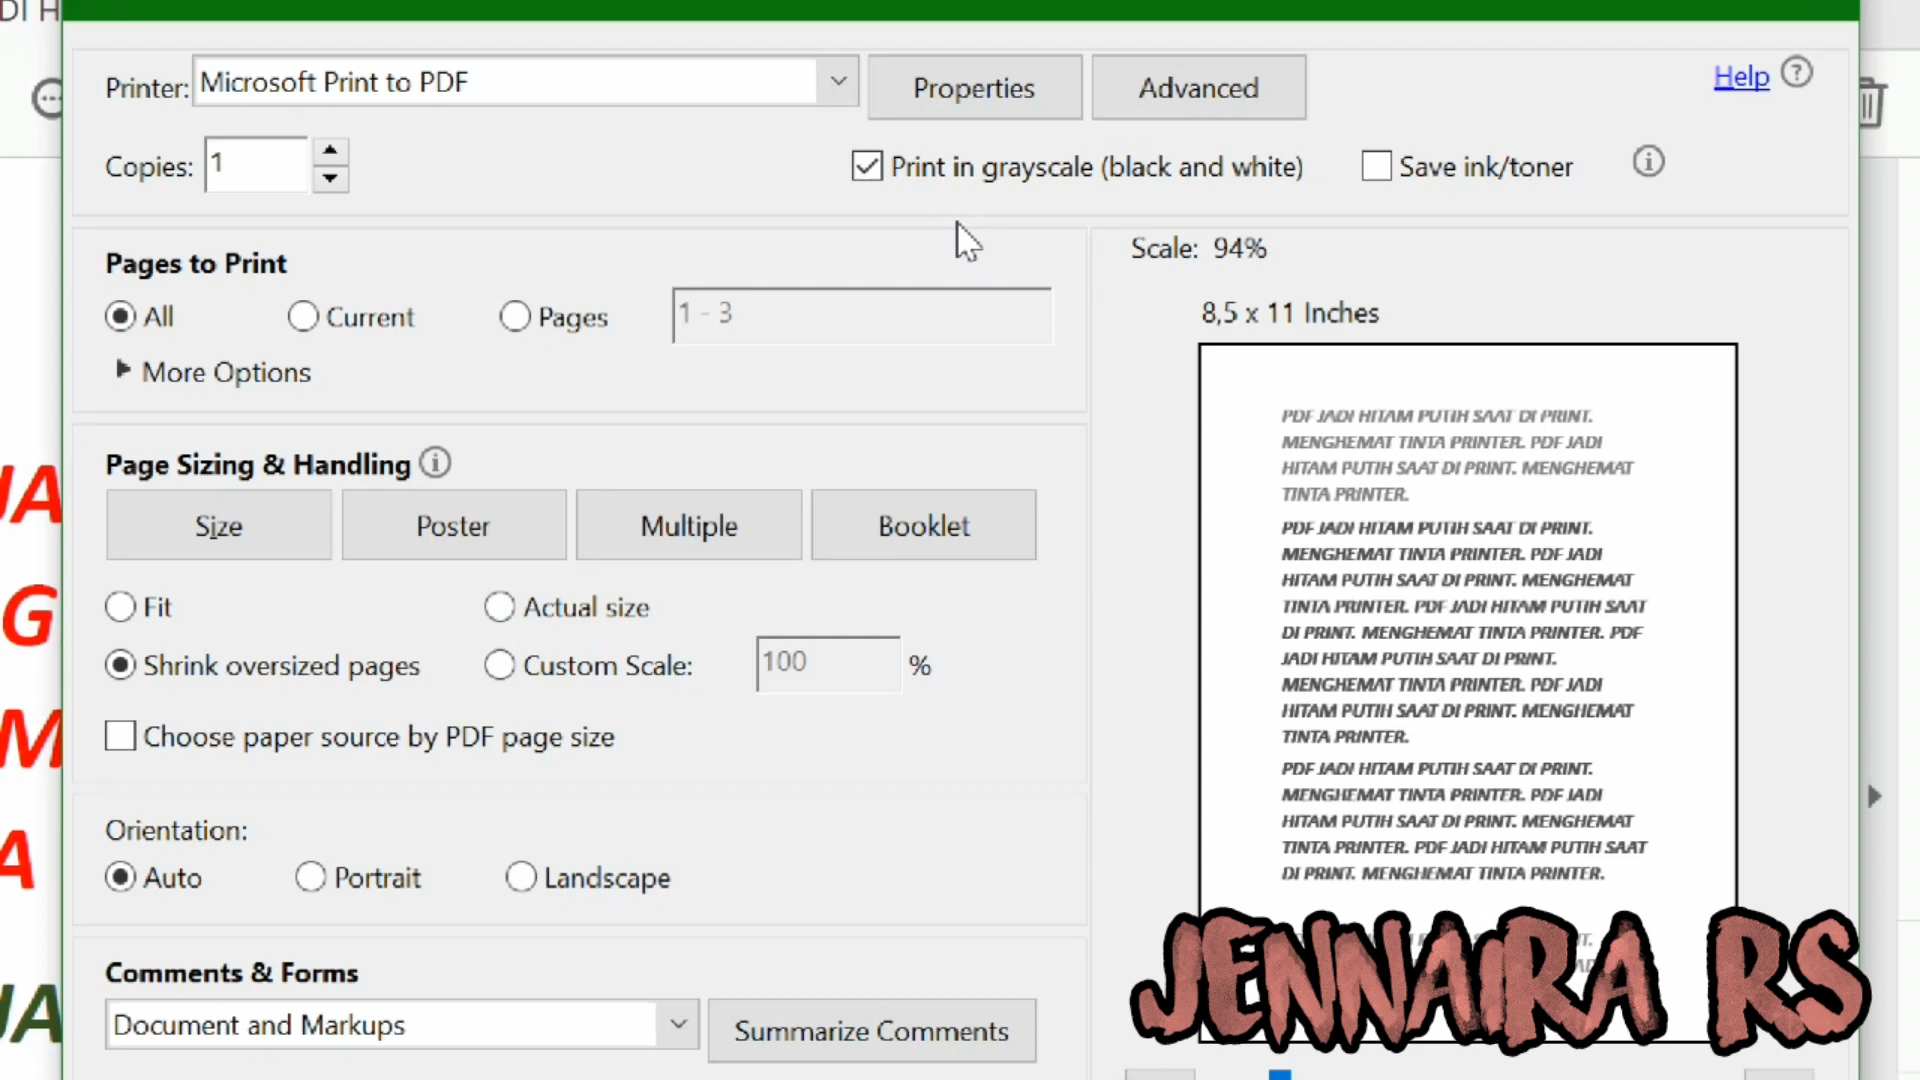 DI H
Printer: Microsoft Print to PDF Properties Advanced Help
Copies: 1 Print in grayscale (black and white) Save ink/toner
Pages to Print
All Current Pages 1 - 3
More Options
Page Sizing & Handling
Size Poster Multiple Booklet
Fit Actual size
Shrink oversized pages Custom Scale: 100 %
Choose paper source by PDF page size
Orientation:
Auto Portrait Landscape
Comments & Forms
Document and Markups Summarize Comments
Scale: 94%
8,5 x 11 Inches
PDF JADI HITAM PUTIH SAAT DI PRINT.
MENGHEMAT TINTA PRINTER. PDF JADI
HITAM PUTIH SAAT DI PRINT. MENGHEMAT
TINTA PRINTER.
PDF JADI HITAM PUTIH SAAT DI PRINT.
MENGHEMAT TINTA PRINTER. PDF JADI
HITAM PUTIH SAAT DI PRINT. MENGHEMAT
TINTA PRINTER. PDF JADI HITAM PUTIH SAAT
DI PRINT. MENGHEMAT TINTA PRINTER. PDF
JADI HITAM PUTIH SAAT DI PRINT.
MENGHEMAT TINTA PRINTER. PDF JADI
HITAM PUTIH SAAT DI PRINT. MENGHEMAT
TINTA PRINTER.
PDF JADI HITAM PUTIH SAAT DI PRINT.
MENGHEMAT TINTA PRINTER. PDF JADI
HITAM PUTIH SAAT DI PRINT. MENGHEMAT
TINTA PRINTER. PDF JADI HITAM PUTIH SAAT
DI PRINT. MENGHEMAT TINTA PRINTER.
JENNAIRA RS
JA
G
M
A
JA